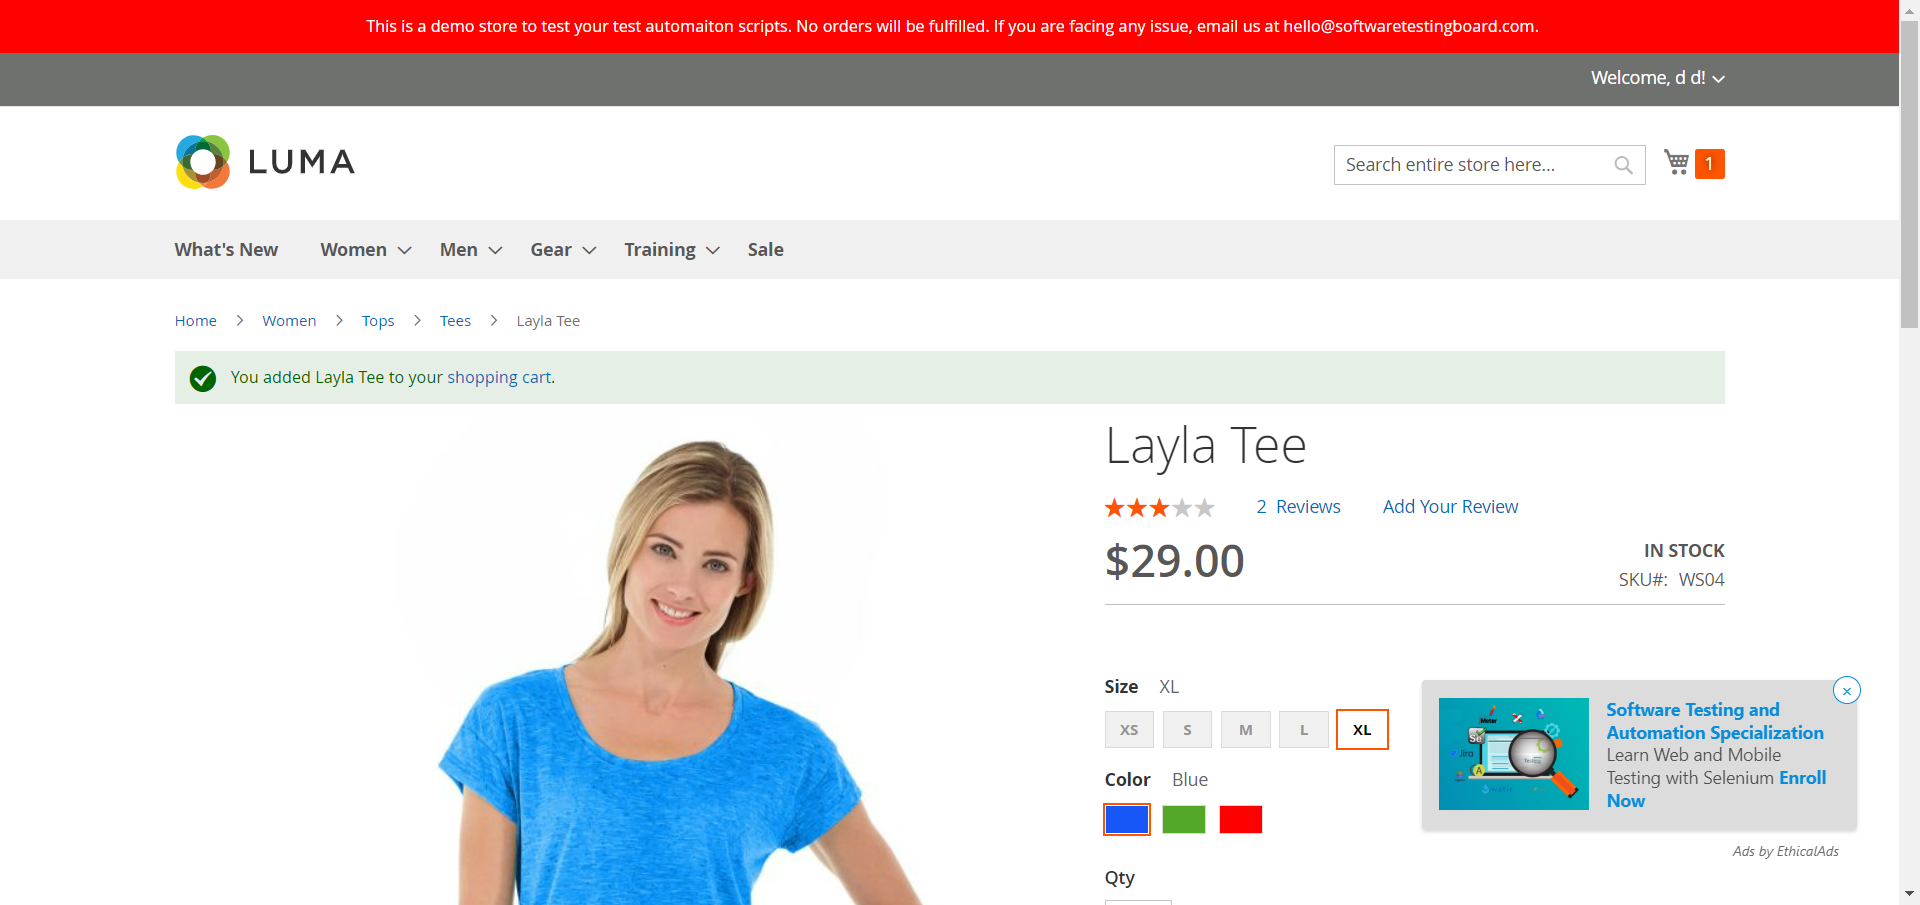 This is a demo store to test your test automaiton scripts. No orders will be fulfilled. If you are facing any issue, email us at hello@softwaretestingboard.com.
Welcome, d d!
LUMA
Search entire store here...
1
What's New Women Men Gear Training Sale
Home > Women > Tops > Tees > Layla Tee
You added Layla Tee to your shopping cart.
Layla Tee
2 Reviews Add Your Review
$29.00
IN STOCK
SKU#: WS04
Size XL
XS S M L XL
Color Blue
Qty
Software Testing and
Automation Specialization
Learn Web and Mobile
Testing with Selenium Enroll
Now
Meter
Se
Jira
A
Ads by EthicalAds